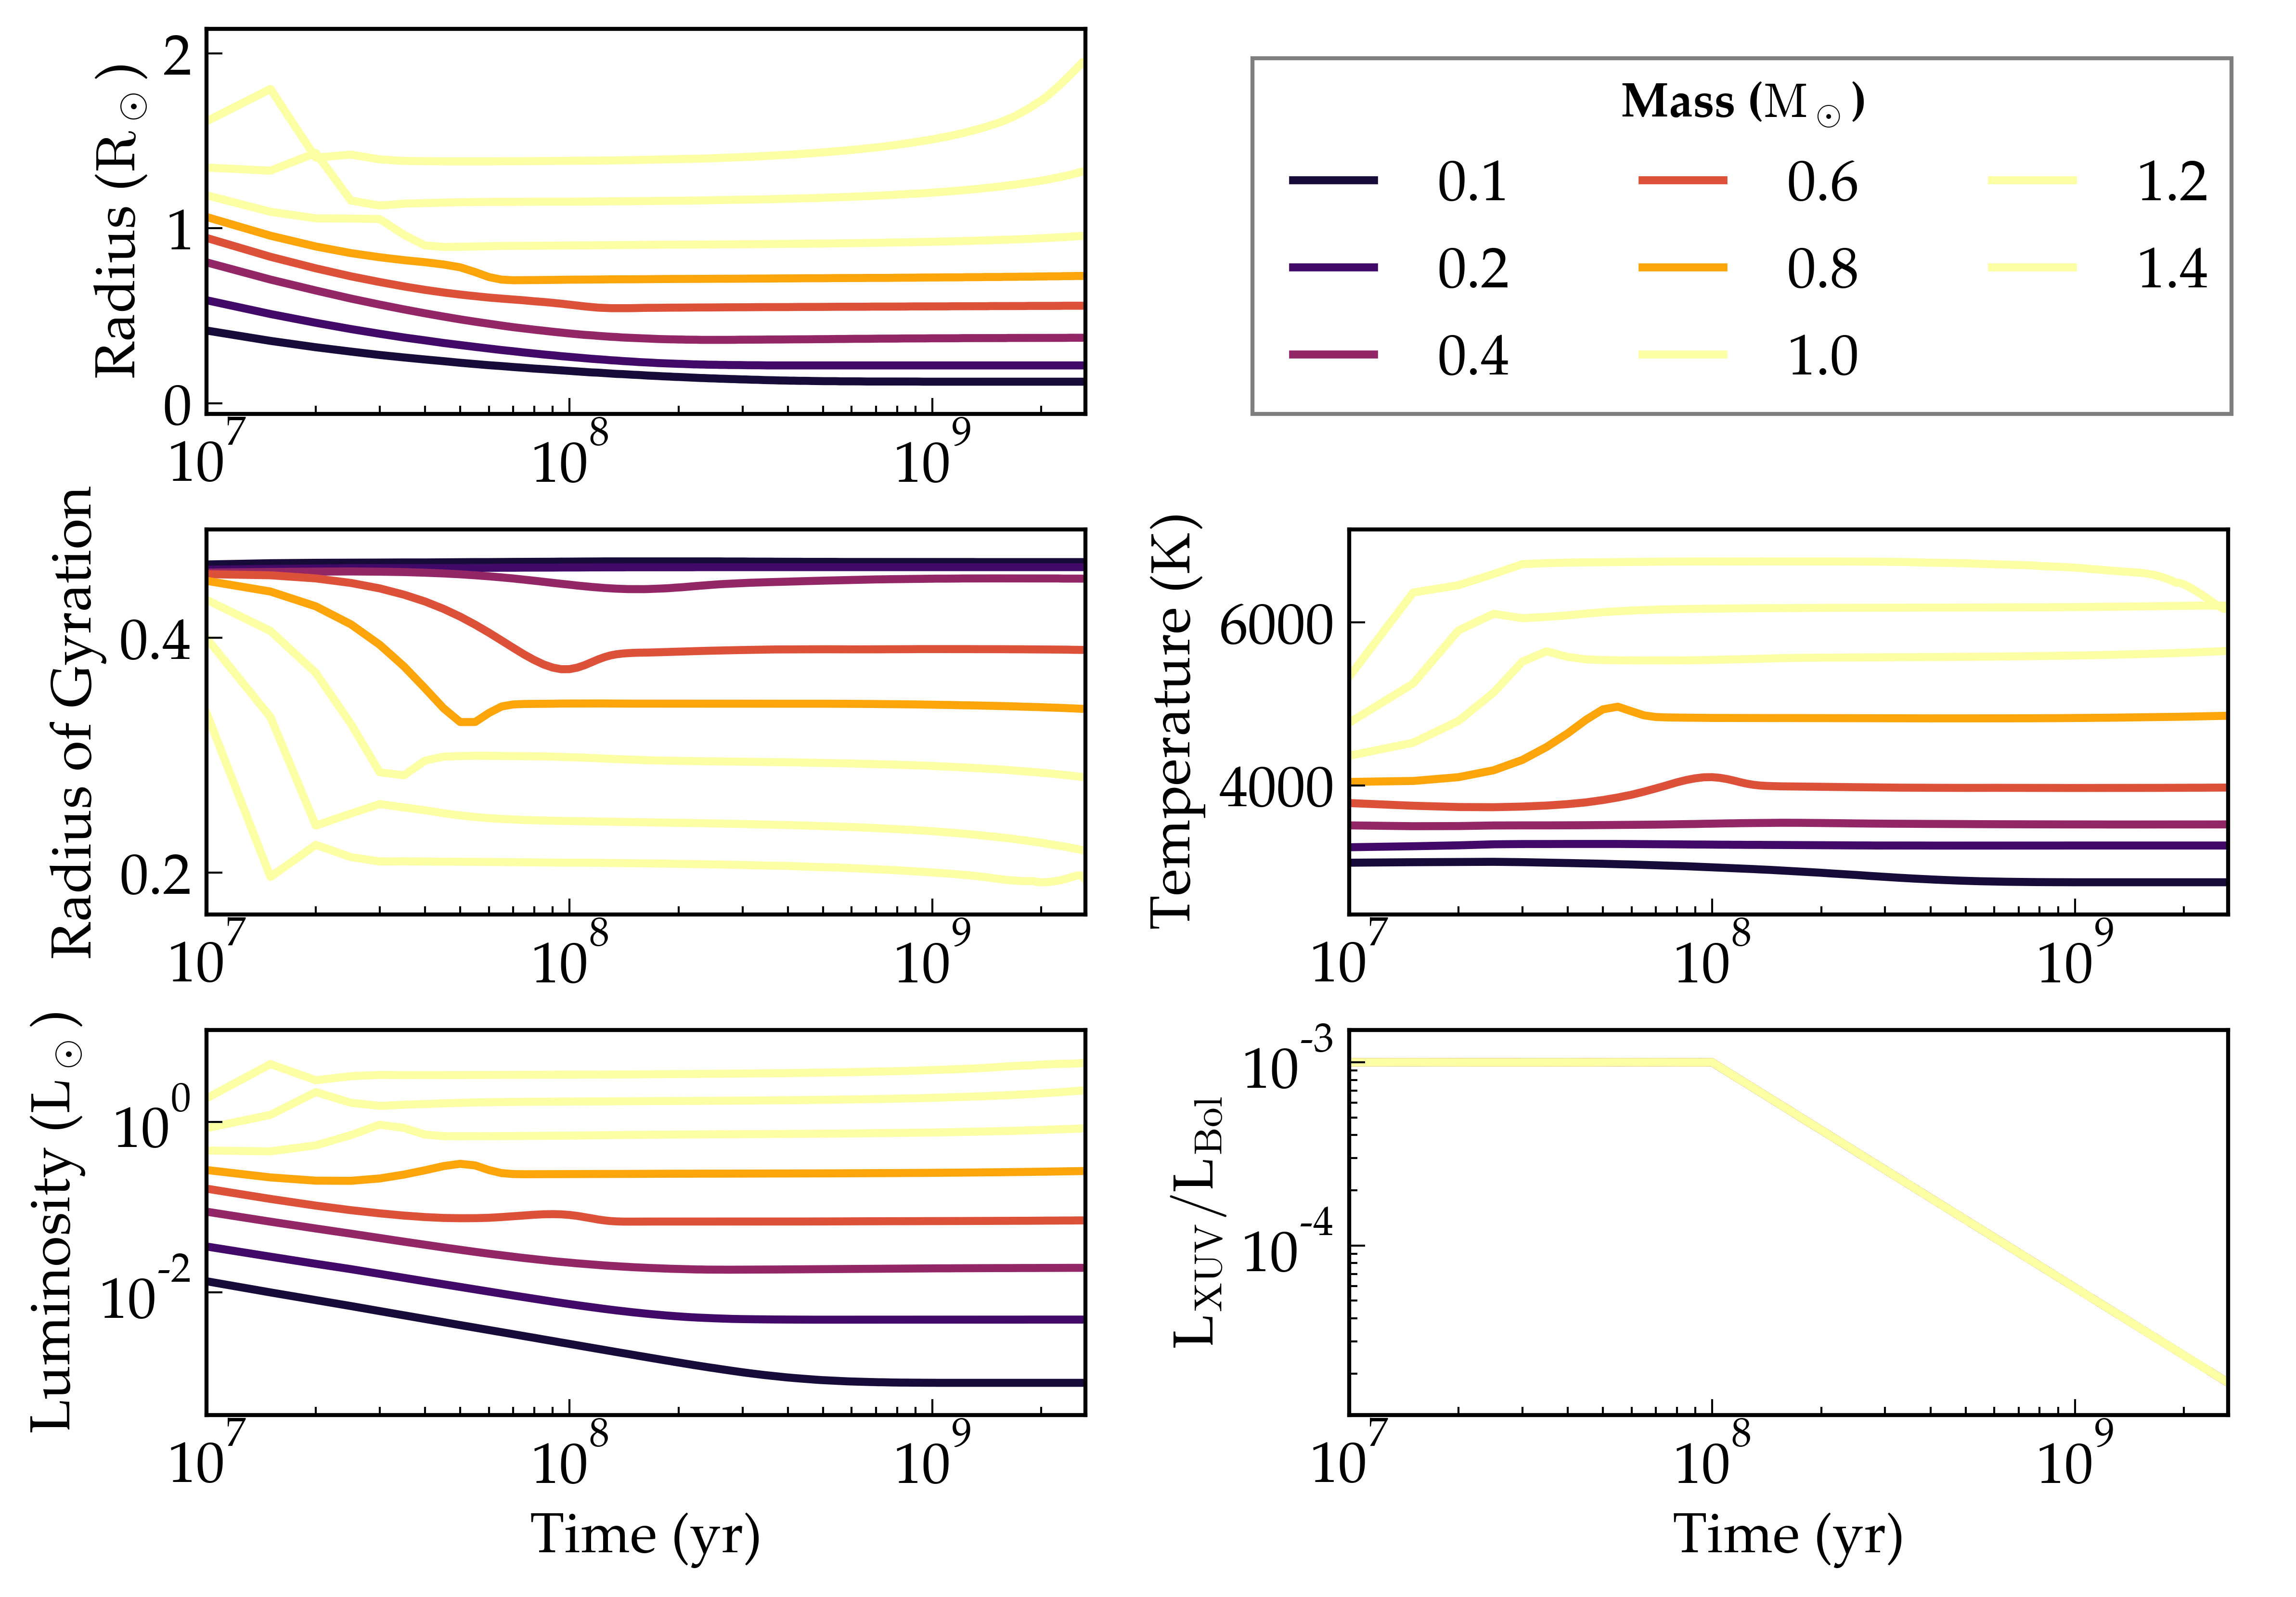 2
1
0
Radius (R☉)
10^7 10^8 10^9
Mass (M☉)
0.1 0.6 1.2
0.2 0.8 1.4
0.4 1.0
0.4
0.2
Radius of Gyration
10^7 10^8 10^9
6000
4000
Temperature (K)
10^7 10^8 10^9
10^0
10^-2
Luminosity (L☉)
10^7 10^8 10^9
Time (yr)
10^-3
10^-4
L_XUV/L_Bol
10^7 10^8 10^9
Time (yr)